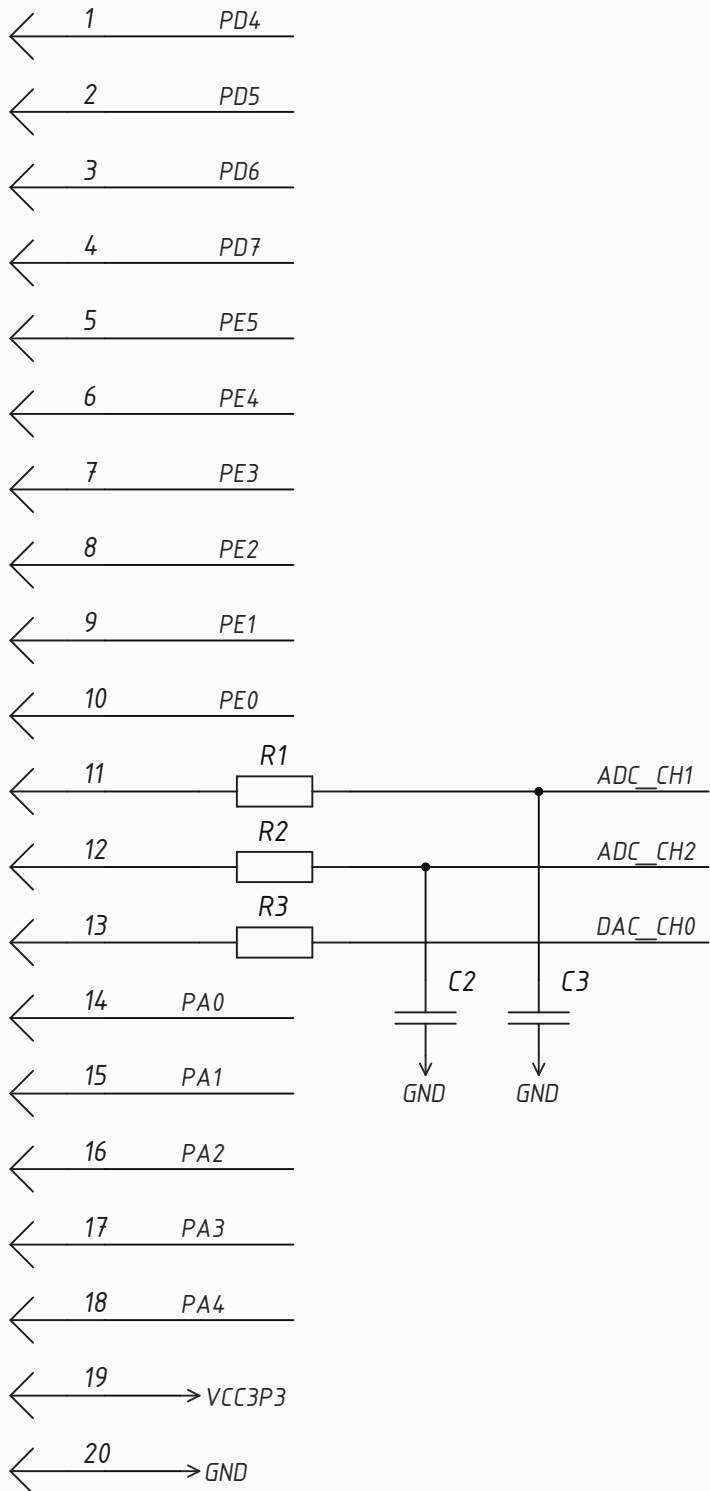 1 PD4
2 PD5
3 PD6
4 PD7
5 PE5
6 PE4
7 PE3
8 PE2
9 PE1
10 PE0
11 R1 ADC_CH1
12 R2 ADC_CH2
13 R3 DAC_CH0
C2 C3
14 PA0
15 PA1 GND GND
16 PA2
17 PA3
18 PA4
19 VCC3P3
20 GND